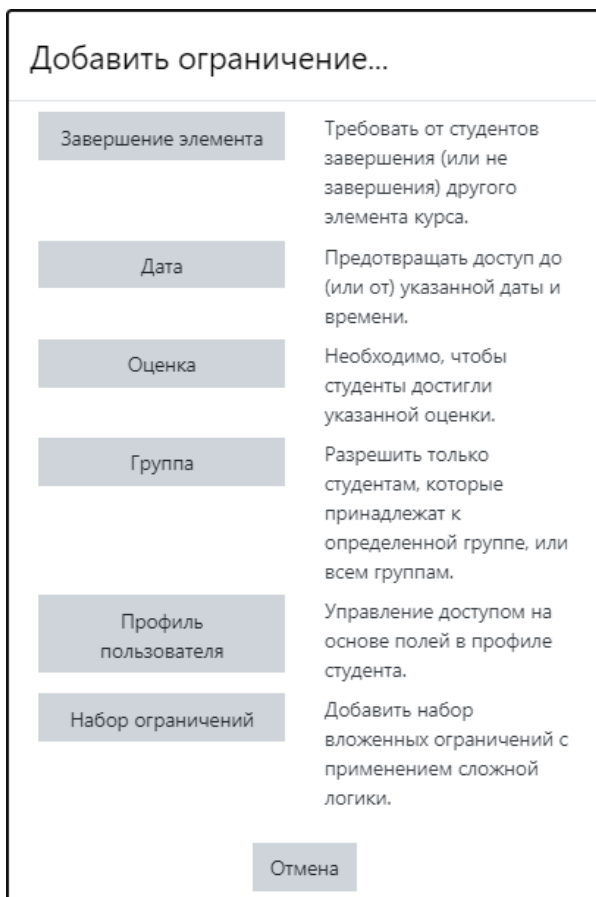 Добавить ограничение...
Завершение элемента
Требовать от студентов
завершения (или не
завершения) другого
элемента курса.
Дата
Предотвращать доступ до
(или от) указанной даты и
времени.
Оценка
Необходимо, чтобы
студенты достигли
указанной оценки.
Группа
Разрешить только
студентам, которые
принадлежат к
определенной группе, или
всем группам.
Профиль
пользователя
Управление доступом на
основе полей в профиле
студента.
Набор ограничений
Добавить набор
вложенных ограничений с
применением сложной
логики.
Отмена